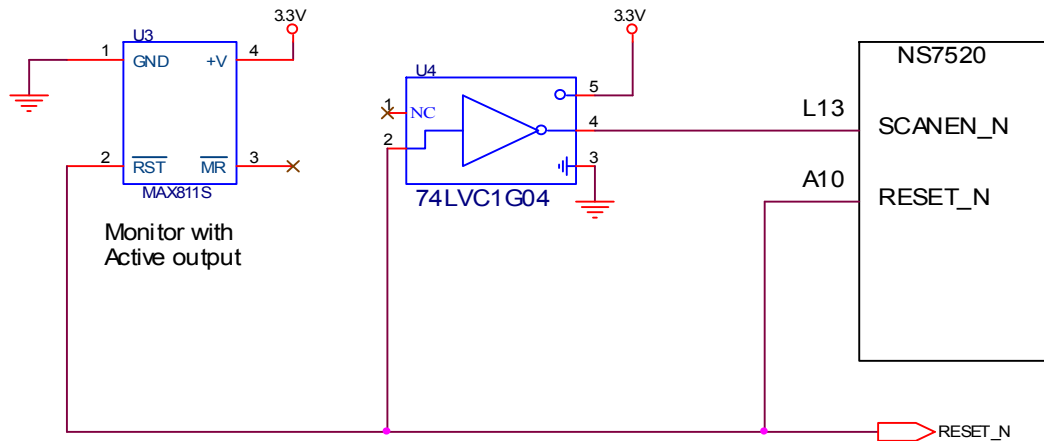 3.3V
3.3V
U3
1
GND
+V
4
U4
NS7520
1
NC
5
L13
SCANEN_N
4
2
2
RST
MR
3
3
MAX811S
74LVC1G04
A10
RESET_N
Monitor with
Active output
RESET_N